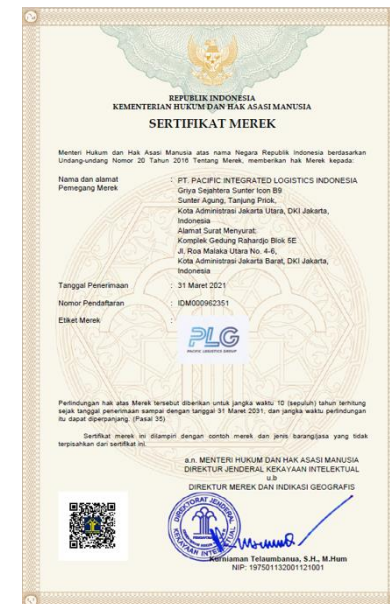 REPUBLIK INDONESIA
KEMENTERIAN HUKUM DAN HAK ASASI MANUSIA
SERTIFIKAT MEREK
Menteri Hukum dan Hak Asasi Manusia atas nama Negara Republik Indonesia berdasarkan
Undang-undang Nomor 20 Tahun 2016 Tentang Merek, memberikan hak Merek kepada:
Nama dan alamat Pemegang Merek : PT. PACIFIC INTEGRATED LOGISTICS INDONESIA
Griya Sejahtera Sunter Icon B9
Sunter Agung, Tanjung Priok,
Kota Administrasi Jakarta Utara, DKI Jakarta,
Indonesia
Alamat Surat Menyurat:
Komplek Gedung Rahardjo Blok 5E
Jl. Roa Malaka Utara No. 4-6,
Kota Administrasi Jakarta Barat, DKI Jakarta,
Indonesia
Tanggal Penerimaan : 31 Maret 2021
Nomor Pendaftaran : IDM000962351
Etiket Merek :
PLG
PACIFIC LOGISTICS GROUP
Perlindungan hak atas Merek tersebut diberikan untuk jangka waktu 10 (sepuluh) tahun terhitung
sejak tanggal penerimaan sampai dengan tanggal 31 Maret 2031, dan jangka waktu perlindungan
itu dapat diperpanjang. (Pasal 35)
Sertifikat merek ini dilampiri dengan contoh merek dan jenis barang/jasa yang tidak
terpisahkan dari sertifikat ini.
a.n. MENTERI HUKUM DAN HAK ASASI MANUSIA
DIREKTUR JENDERAL KEKAYAAN INTELEKTUAL
u.b
DIREKTUR MEREK DAN INDIKASI GEOGRAFIS
Kurniaman Telaumbanua, S.H., M.Hum
NIP: 197501132001121001